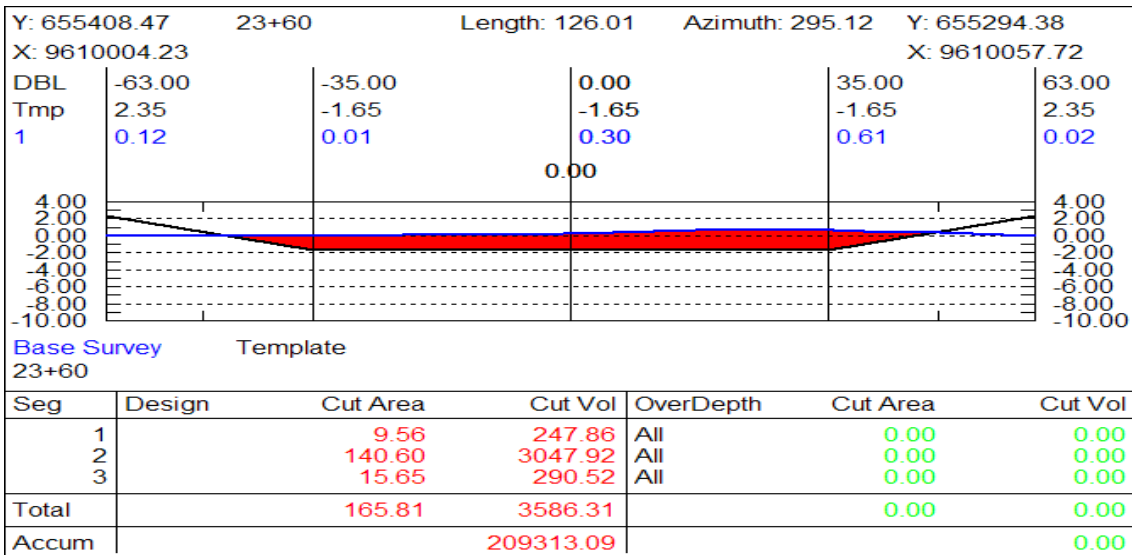 Y: 655408.47 23+60 Length: 126.01 Azimuth: 295.12 Y: 655294.38
X: 9610004.23 X: 9610057.72
DBL -63.00 -35.00 0.00 35.00 63.00
Tmp 2.35 -1.65 -1.65 -1.65 2.35
1 0.12 0.01 0.30 0.61 0.02
0.00
4.00 4.00
2.00 2.00
0.00 0.00
-2.00 -2.00
-4.00 -4.00
-6.00 -6.00
-8.00 -8.00
-10.00 -10.00
Base Survey Template
23+60
Seg Design Cut Area Cut Vol OverDepth Cut Area Cut Vol
1 9.56 247.86 All 0.00 0.00
2 140.60 3047.92 All 0.00 0.00
3 15.65 290.52 All 0.00 0.00
Total 165.81 3586.31 0.00 0.00
Accum 209313.09 0.00